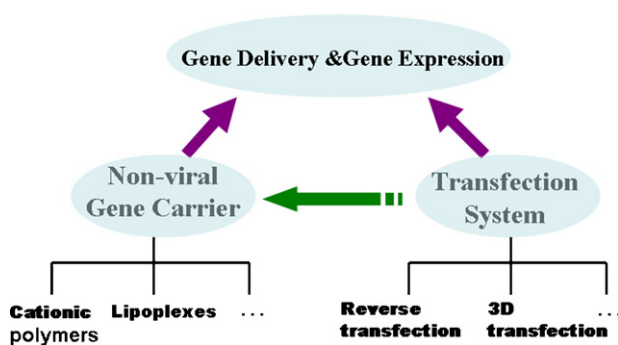 Gene Delivery &Gene Expression
Non-viral
Gene Carrier
Transfection
System
Cationic
polymers
Lipoplexes
...
Reverse
transfection
3D
transfection
...